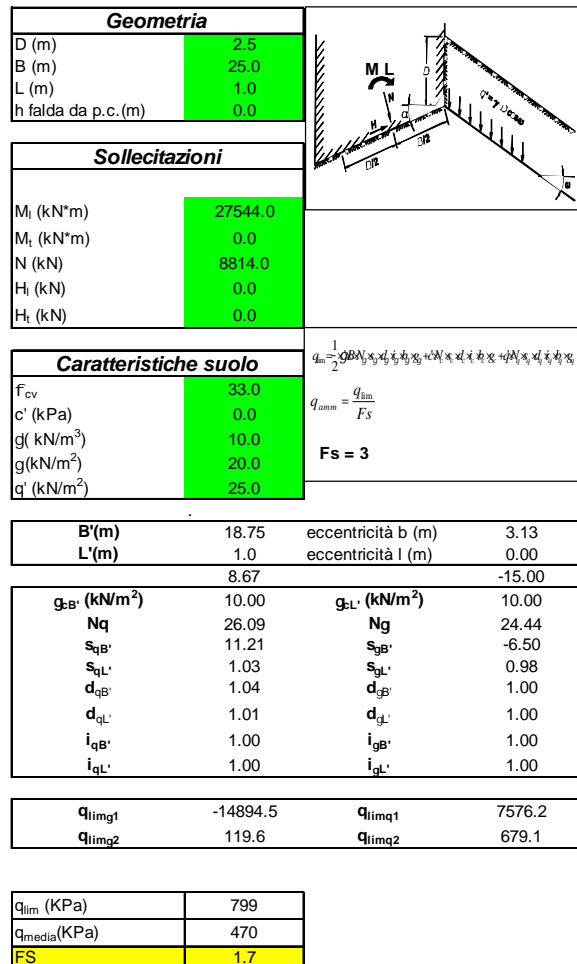 Geometria
D (m) 2.5
B (m) 25.0
L (m) 1.0
h falda da p.c.(m) 0.0
M L
D
N
H
α
D/2
B/2
ω
Sollecitazioni
Ml (kN*m) 27544.0
Mt (kN*m) 0.0
N (kN) 8814.0
Hl (kN) 0.0
Ht (kN) 0.0
Caratteristiche suolo
fcv 33.0
c' (kPa) 0.0
g'( kN/m3) 10.0
g(kN/m2) 20.0
q' (kN/m2) 25.0
qamm = qlim / Fs
Fs = 3
B'(m) 18.75 eccentricità b (m) 3.13
L'(m) 1.0 eccentricità l (m) 0.00
8.67 -15.00
gcB' (kN/m2) 10.00 gcL' (kN/m2) 10.00
Nq 26.09 Ng 24.44
sqB' 11.21 sgB' -6.50
sqL' 1.03 sgL' 0.98
dqB' 1.04 dgB' 1.00
dqL' 1.01 dgL' 1.00
iqB' 1.00 igB' 1.00
iqL' 1.00 igL' 1.00
qlimg1 -14894.5 qlimq1 7576.2
qlimg2 119.6 qlimq2 679.1
qlim (KPa) 799
qmedia(KPa) 470
FS 1.7